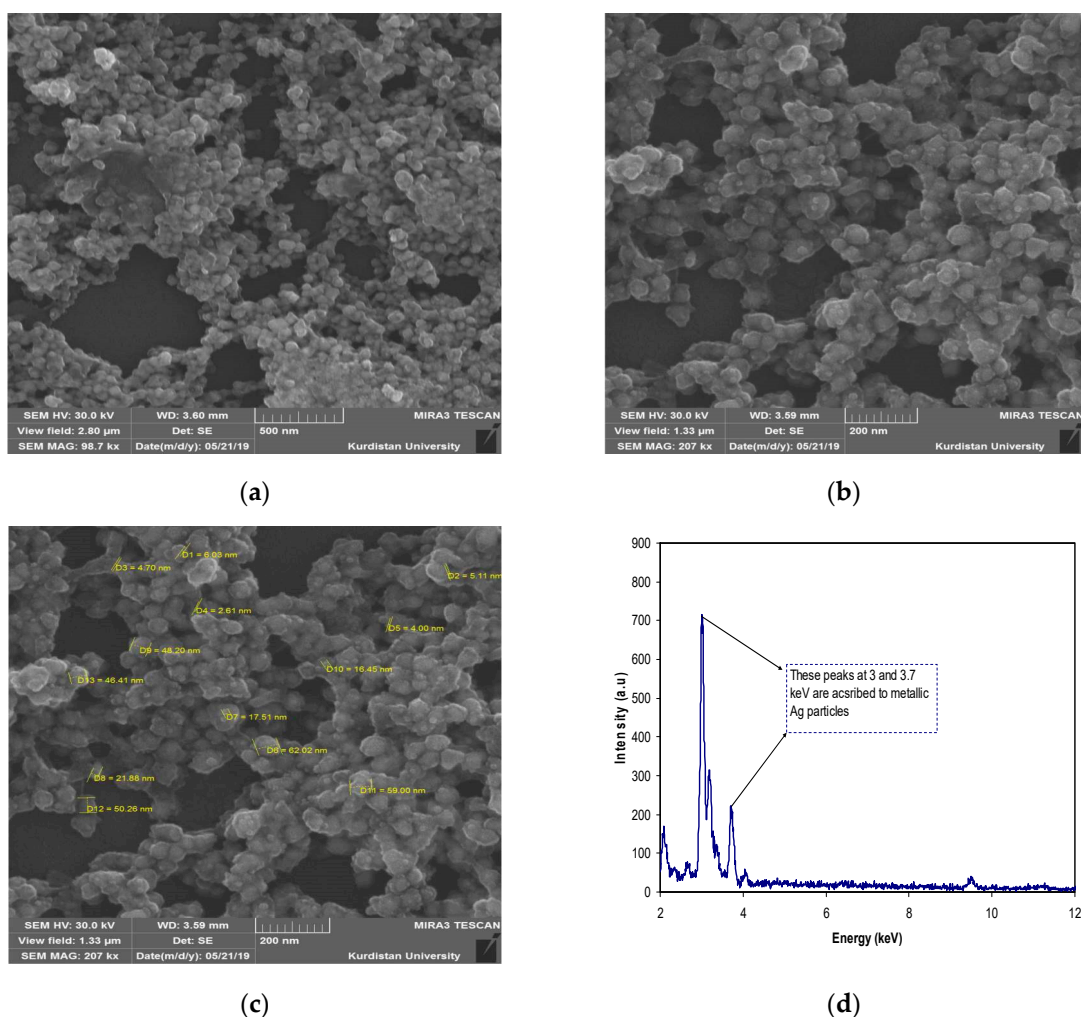 SEM HV: 30.0 kV WD: 3.60 mm MIRA3 TESCAN
View field: 2.80 µm Det: SE 500 nm
SEM MAG: 98.7 kx Date(m/d/y): 05/21/19 Kurdistan University
(a)
SEM HV: 30.0 kV WD: 3.59 mm MIRA3 TESCAN
View field: 1.33 µm Det: SE 200 nm
SEM MAG: 207 kx Date(m/d/y): 05/21/19 Kurdistan University
(b)
D1 = 6.03 nm
D3 = 4.70 nm
D2 = 5.11 nm
D4 = 2.61 nm
D5 = 4.00 nm
D9 = 48.20 nm
D10 = 16.45 nm
D13 = 46.41 nm
D7 = 17.51 nm
D6 = 62.02 nm
D8 = 21.88 nm
D11 = 59.00 nm
D12 = 50.26 nm
SEM HV: 30.0 kV WD: 3.59 mm MIRA3 TESCAN
View field: 1.33 µm Det: SE 200 nm
SEM MAG: 207 kx Date(m/d/y): 05/21/19 Kurdistan University
(c)
900
800
700
600
500
400
300
200
100
0
Intensity (a.u)
These peaks at 3 and 3.7
keV are acsribed to metallic
Ag particles
2 4 6 8 10 12
Energy (keV)
(d)